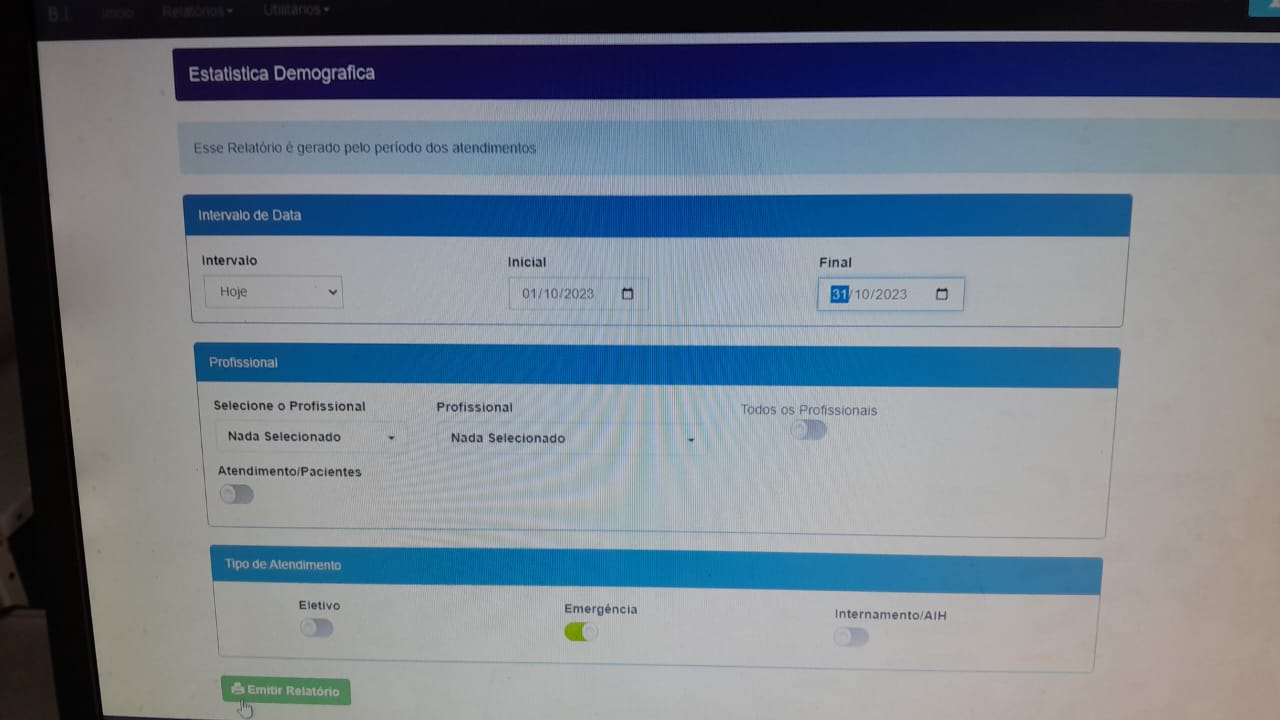 B.I. Início Relatórios Utilitários
Estatistica Demografica
Esse Relatório é gerado pelo período dos atendimentos
Intervalo de Data
Intervalo Inicial Final
Hoje 01/10/2023 31/10/2023
Profissional
Selecione o Profissional Profissional Todos os Profissionais
Nada Selecionado Nada Selecionado
Atendimento/Pacientes
Tipo de Atendimento
Eletivo Emergência Internamento/AIH
Emitir Relatório